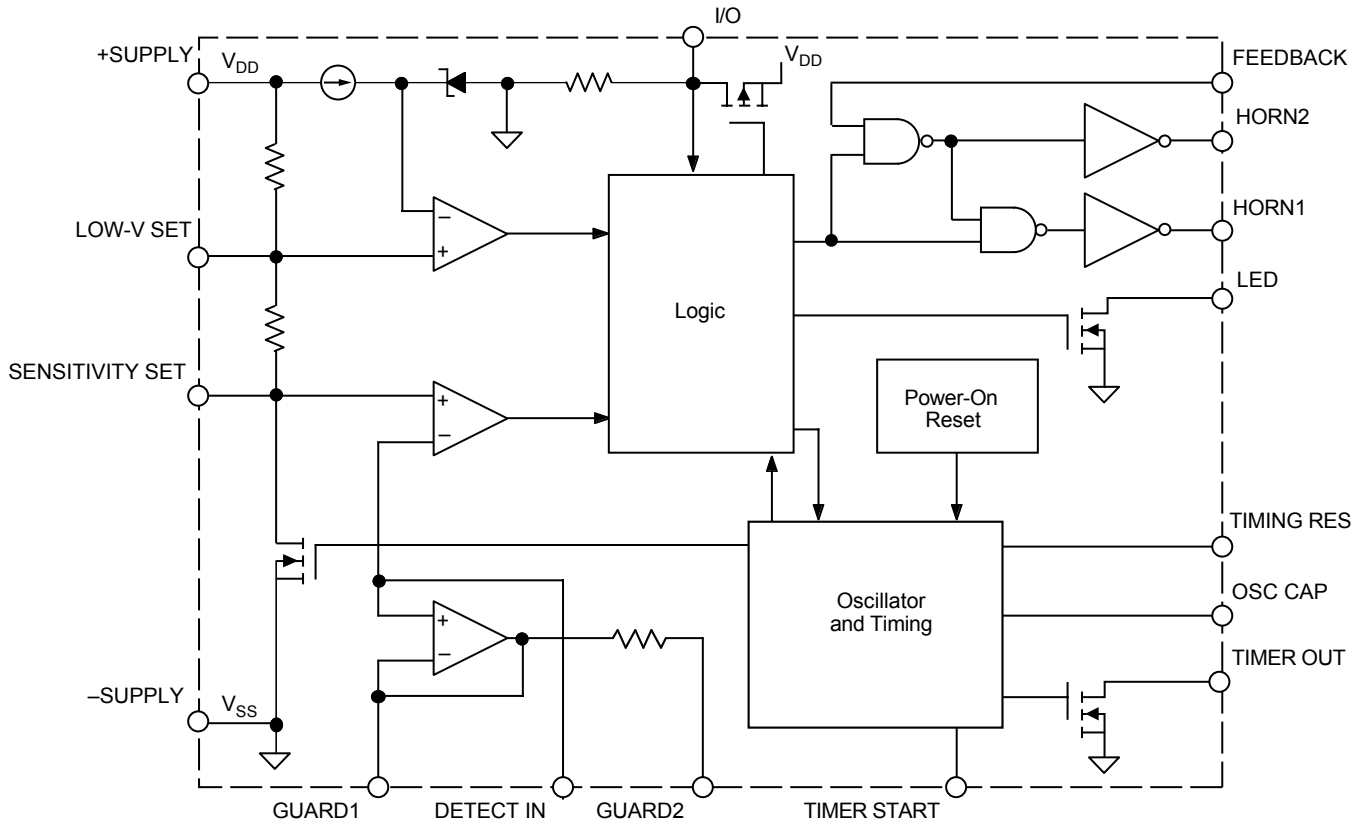 I/O
+SUPPLY
V_DD
V_DD
FEEDBACK
HORN2
HORN1
LOW-V SET
–
+
LED
Logic
SENSITIVITY SET
+
–
Power-On
Reset
TIMING RES
OSC CAP
Oscillator
and Timing
+
–
TIMER OUT
–SUPPLY
V_SS
GUARD1
DETECT IN
GUARD2
TIMER START